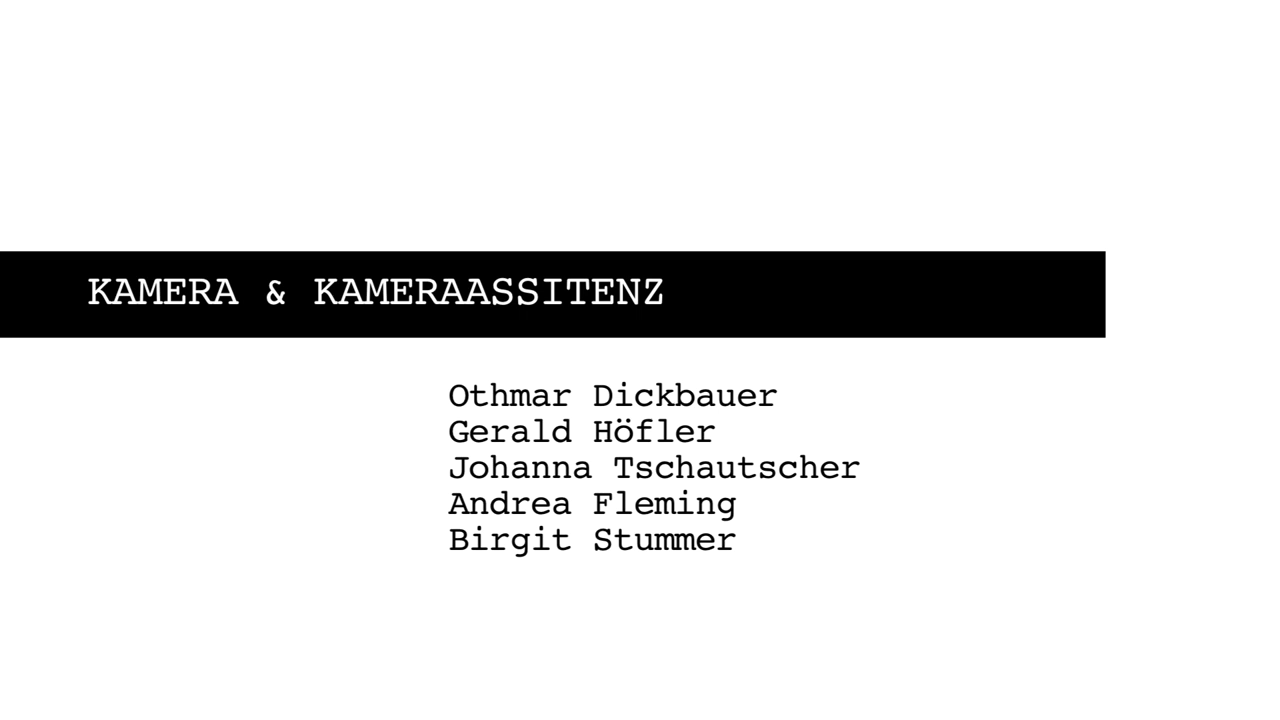 KAMERA & KAMERAASSITENZ
Othmar Dickbauer
Gerald Höfler
Johanna Tschautscher
Andrea Fleming
Birgit Stummer